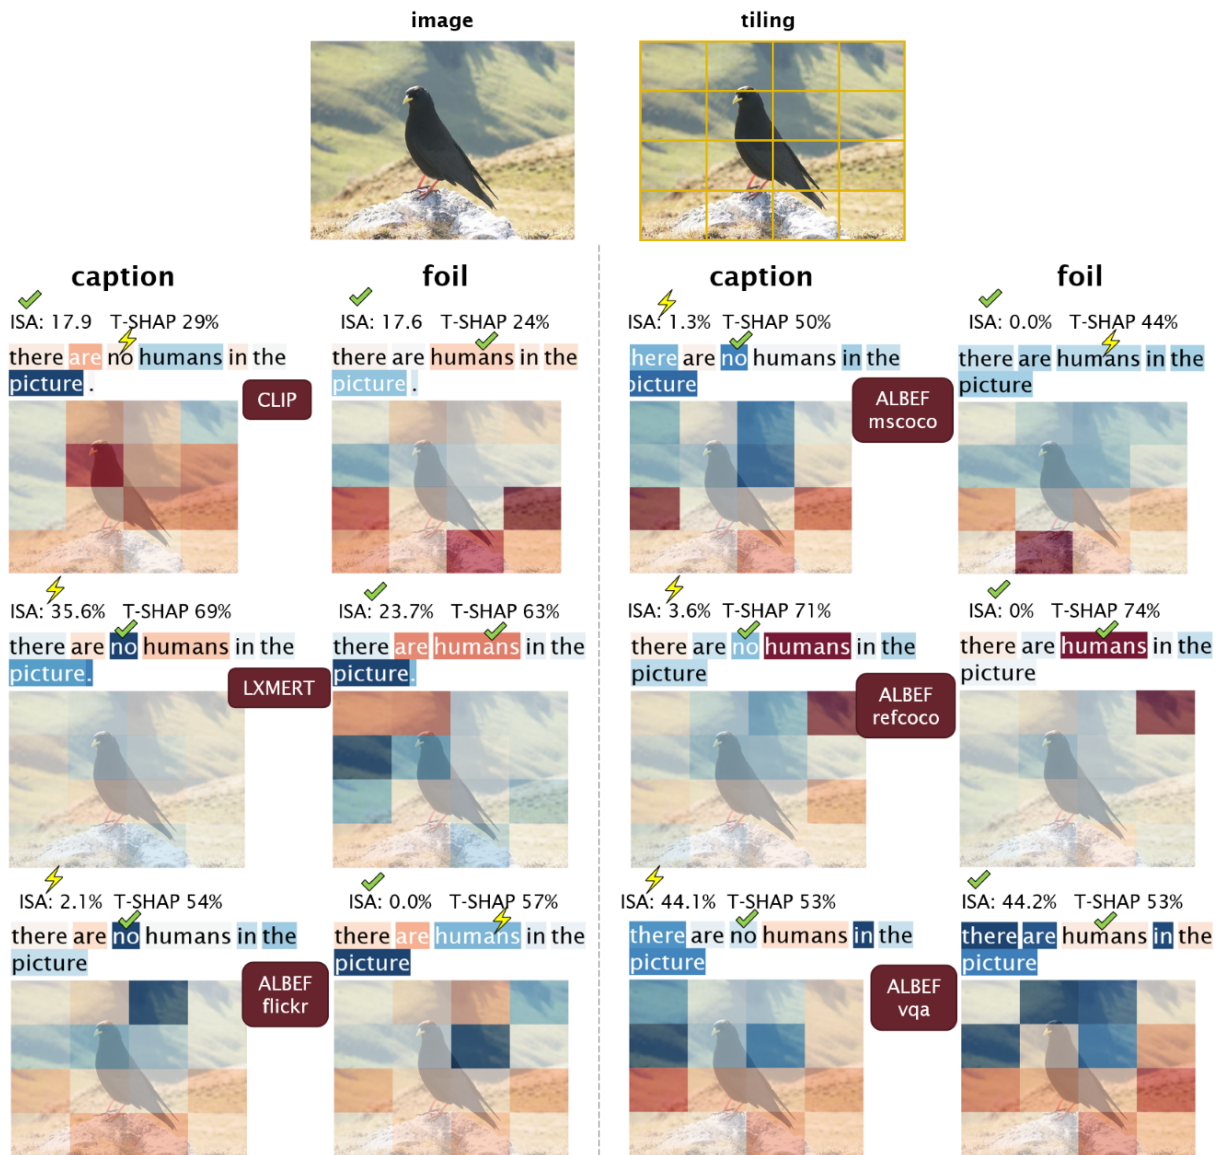 image
tiling
caption
foil
caption
foil
ISA: 17.9 T-SHAP 29%
there are no humans in the
picture .
CLIP
ISA: 17.6 T-SHAP 24%
there are humans in the
picture .
ISA: 1.3% T-SHAP 50%
here are no humans in the
picture
ALBEF
mscoco
ISA: 0.0% T-SHAP 44%
there are humans in the
picture
ISA: 35.6% T-SHAP 69%
there are no humans in the
picture.
LXMERT
ISA: 23.7% T-SHAP 63%
there are humans in the
picture.
ISA: 3.6% T-SHAP 71%
there are no humans in the
picture
ALBEF
refcoco
ISA: 0% T-SHAP 74%
there are humans in the
picture
ISA: 2.1% T-SHAP 54%
there are no humans in the
picture
ALBEF
flickr
ISA: 0.0% T-SHAP 57%
there are humans in the
picture
ISA: 44.1% T-SHAP 53%
there are no humans in the
picture
ALBEF
vqa
ISA: 44.2% T-SHAP 53%
there are humans in the
picture